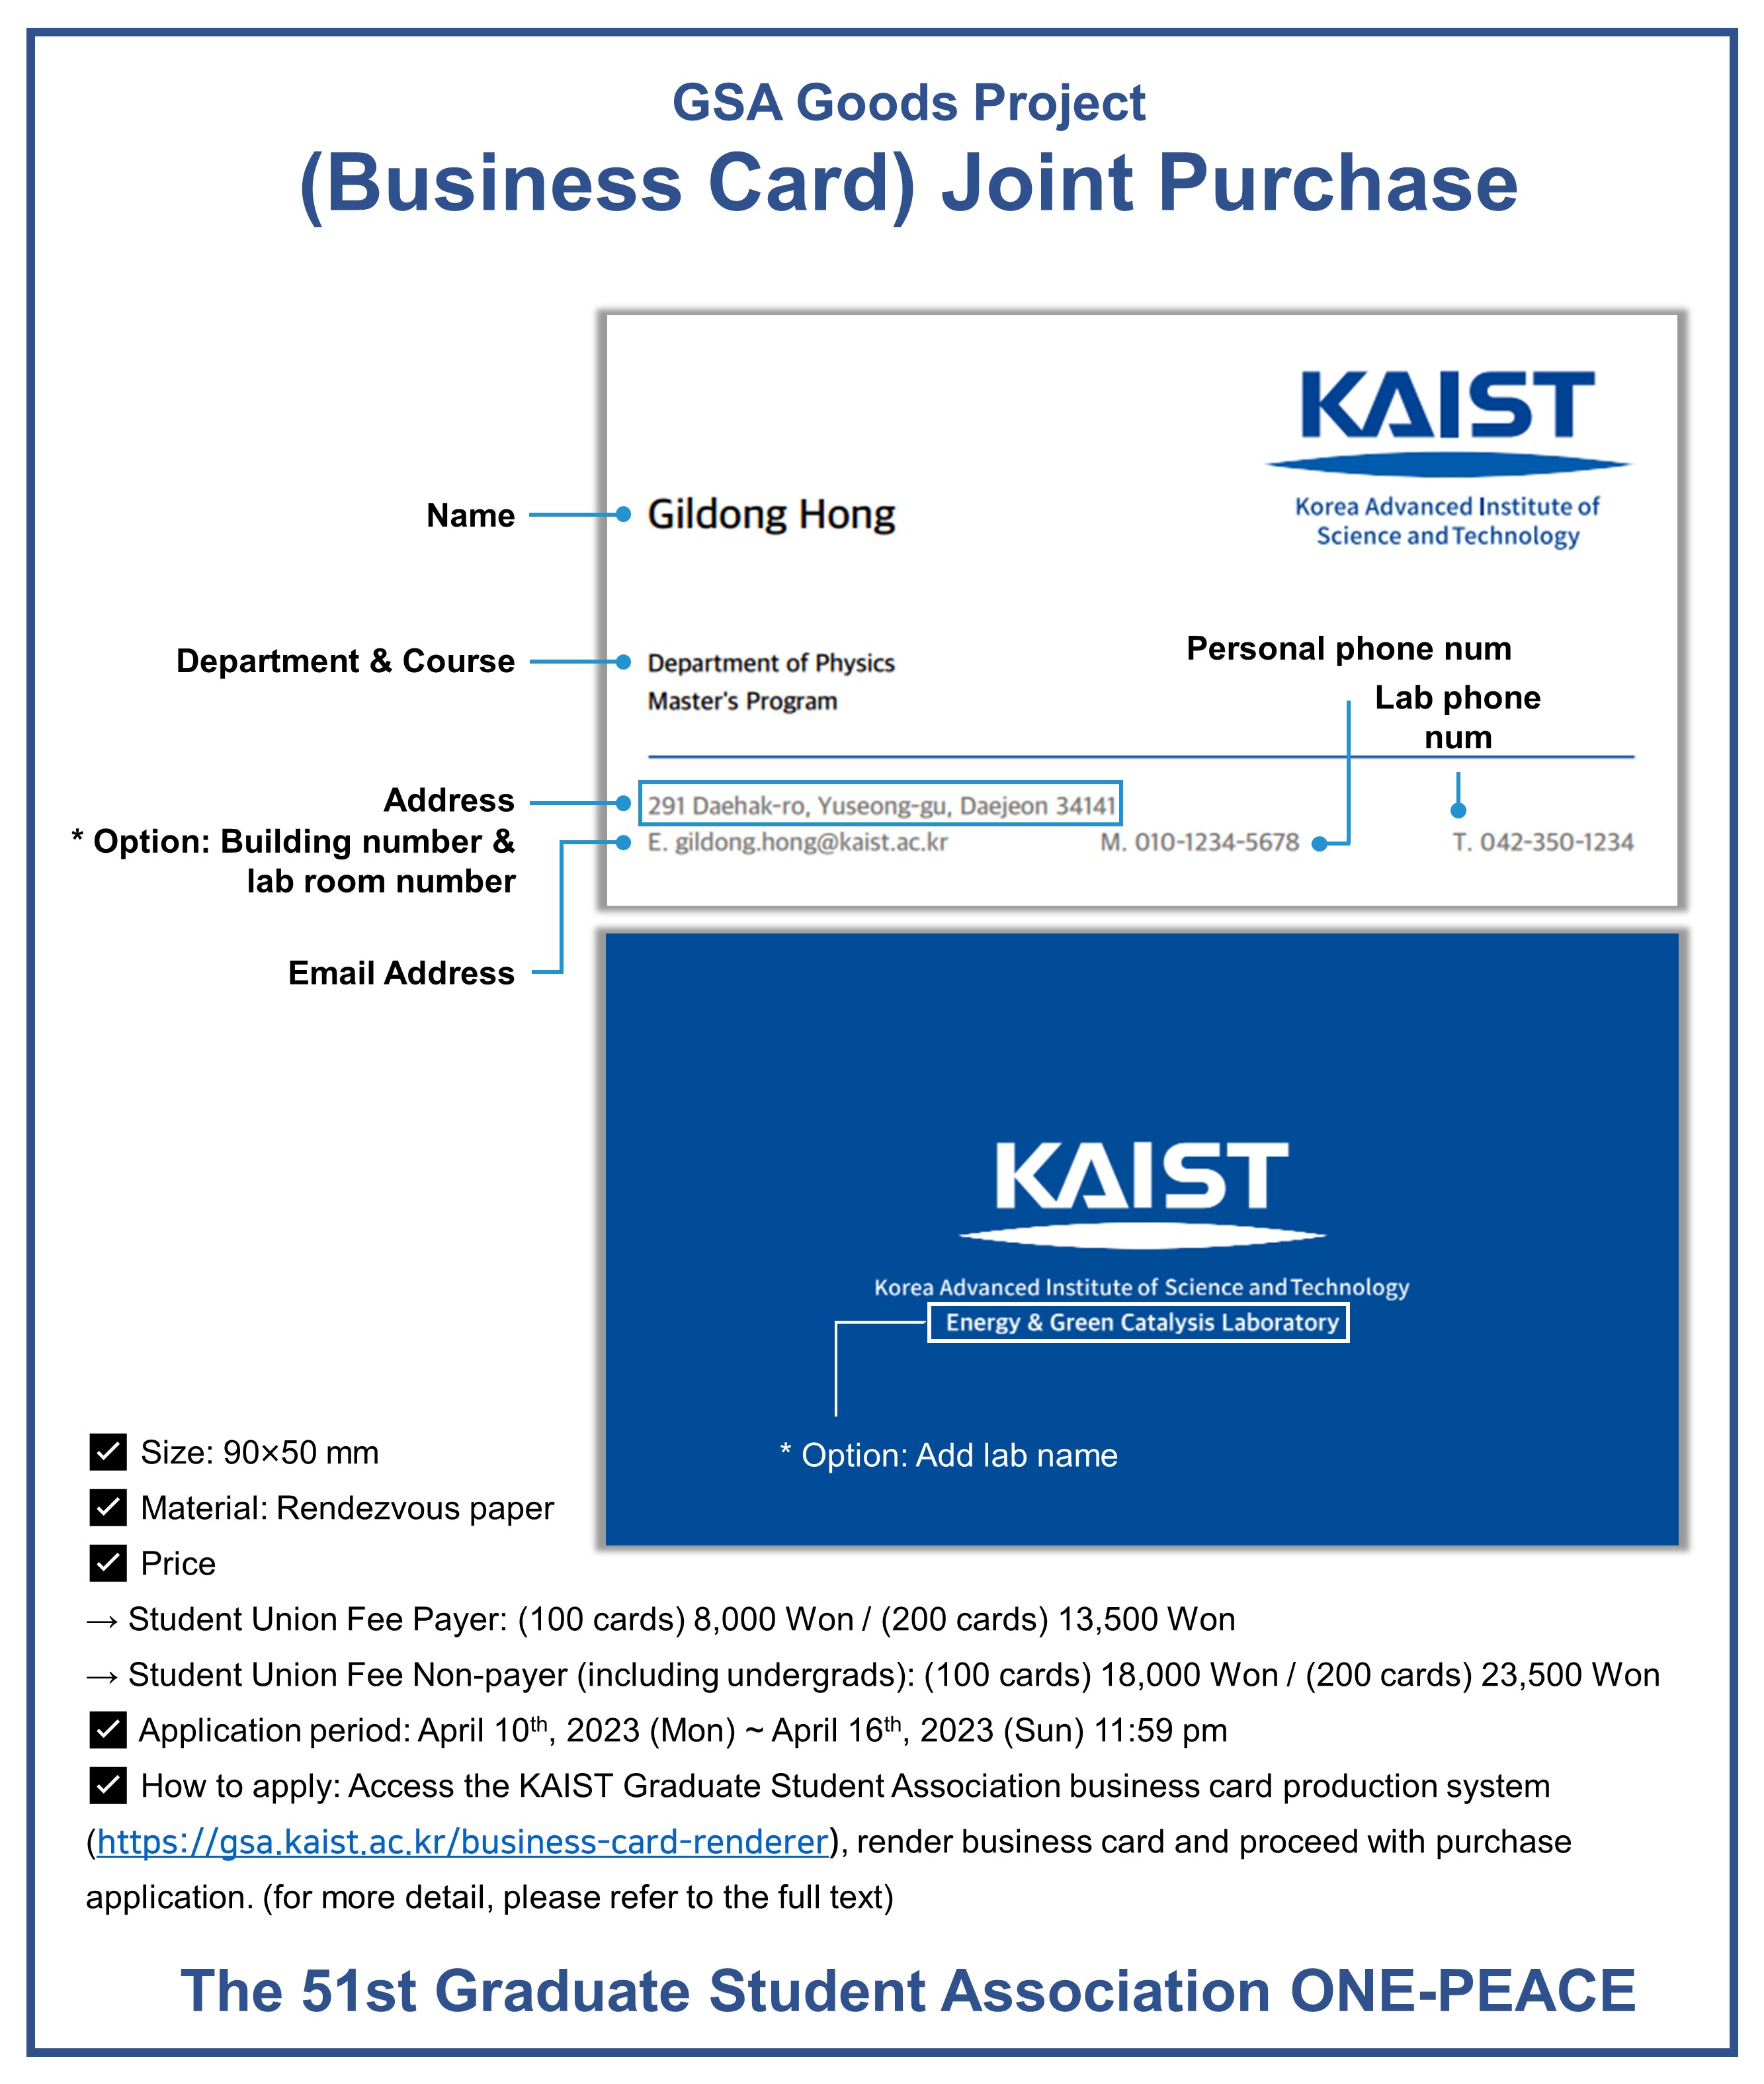 GSA Goods Project
(Business Card) Joint Purchase
KAIST
Korea Advanced Institute of
Science and Technology
Name
Gildong Hong
Department & Course
Department of Physics
Master's Program
Personal phone num
Lab phone
num
Address
* Option: Building number &
lab room number
291 Daehak-ro, Yuseong-gu, Daejeon 34141
E. gildong.hong@kaist.ac.kr
M. 010-1234-5678
T. 042-350-1234
Email Address
KAIST
Korea Advanced Institute of Science and Technology
Energy & Green Catalysis Laboratory
* Option: Add lab name
Size: 90×50 mm
Material: Rendezvous paper
Price
→ Student Union Fee Payer: (100 cards) 8,000 Won / (200 cards) 13,500 Won
→ Student Union Fee Non-payer (including undergrads): (100 cards) 18,000 Won / (200 cards) 23,500 Won
Application period: April 10th, 2023 (Mon) ~ April 16th, 2023 (Sun) 11:59 pm
How to apply: Access the KAIST Graduate Student Association business card production system
(https://gsa.kaist.ac.kr/business-card-renderer), render business card and proceed with purchase
application. (for more detail, please refer to the full text)
The 51st Graduate Student Association ONE-PEACE